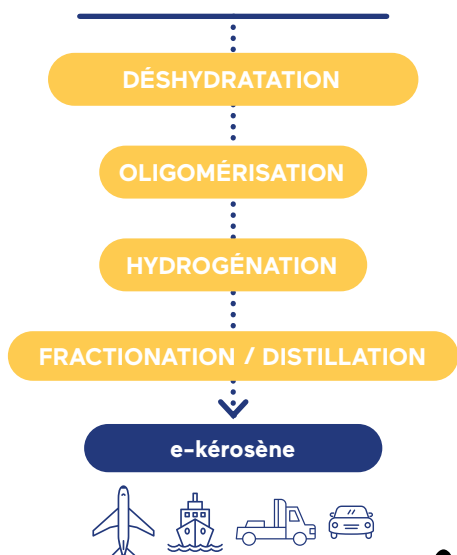 DÉSHYDRATATION
OLIGOMÉRISATION
HYDROGÉNATION
FRACTIONATION / DISTILLATION
e-kérosène